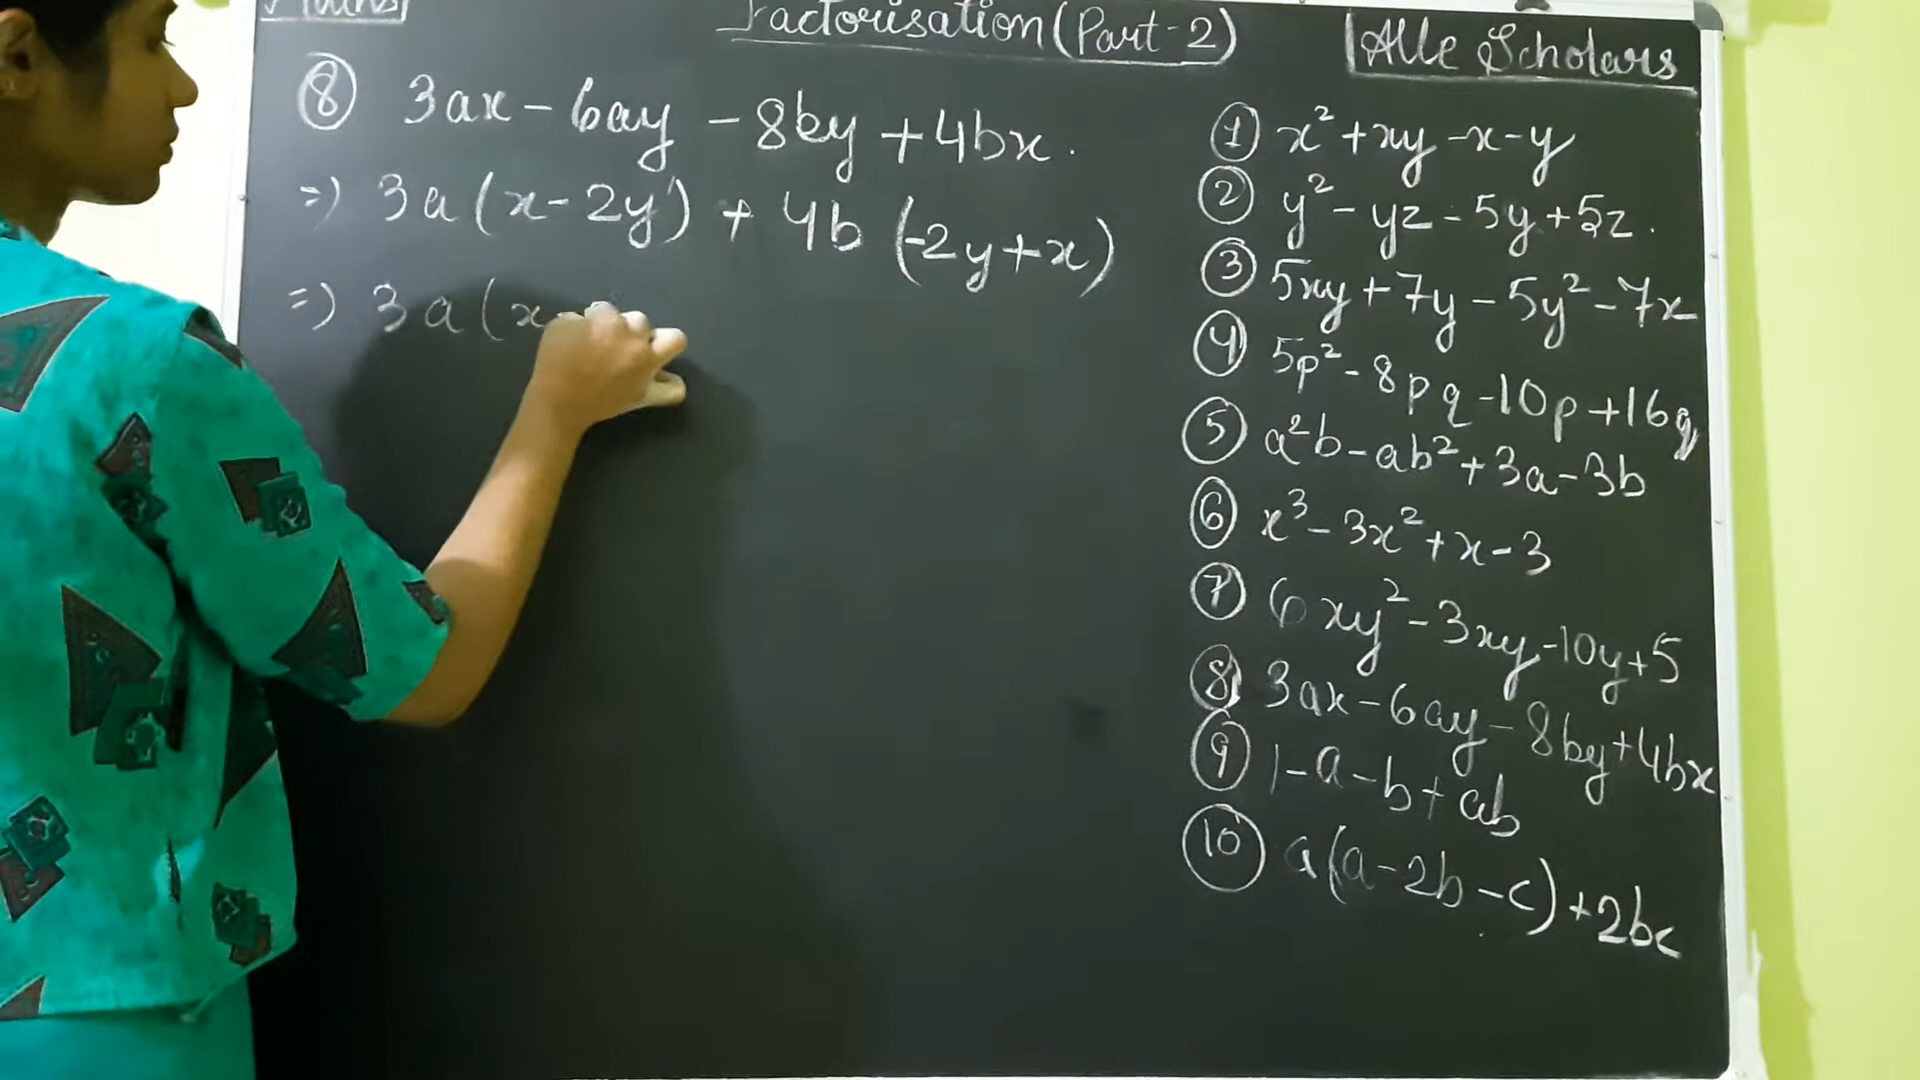 Maths
Factorisation (Part-2)
Alle Scholars
⑧ 3ax - 6ay - 8by + 4bx.
=) 3a (x - 2y) + 4b (-2y + x)
=) 3a (x -
① x² + xy - x - y
② y² - yz - 5y + 5z.
③ 5xy + 7y - 5y² - 7x
④ 5p² - 8pq - 10p + 16q
⑤ a²b - ab² + 3a - 3b
⑥ x³ - 3x² + x - 3
⑦ 6xy² - 3xy - 10y + 5
⑧ 3ax - 6ay - 8by + 4bx
⑨ 1 - a - b + ab
⑩ a(a - 2b - c) + 2bc